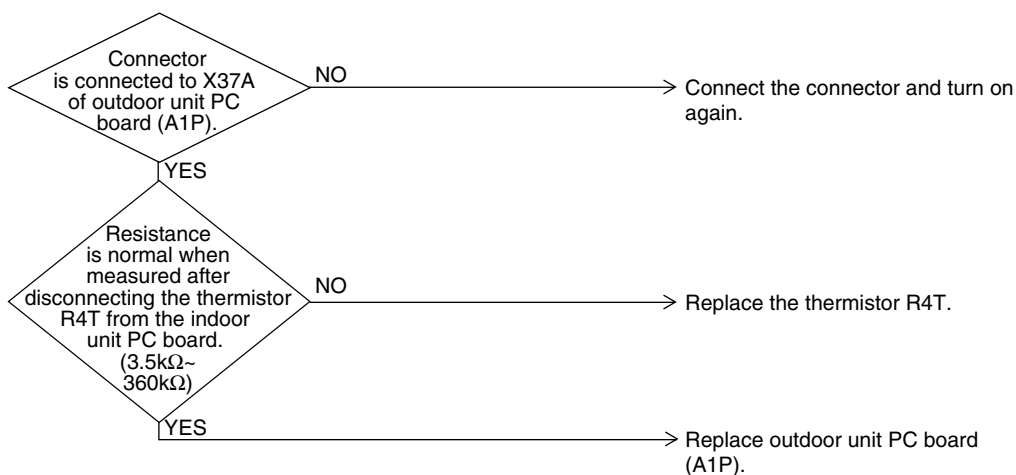 Connector
is connected to X37A
of outdoor unit PC
board (A1P).
NO
Connect the connector and turn on
again.
YES
Resistance
is normal when
measured after
disconnecting the thermistor
R4T from the indoor
unit PC board.
(3.5kΩ~
360kΩ)
NO
Replace the thermistor R4T.
YES
Replace outdoor unit PC board
(A1P).